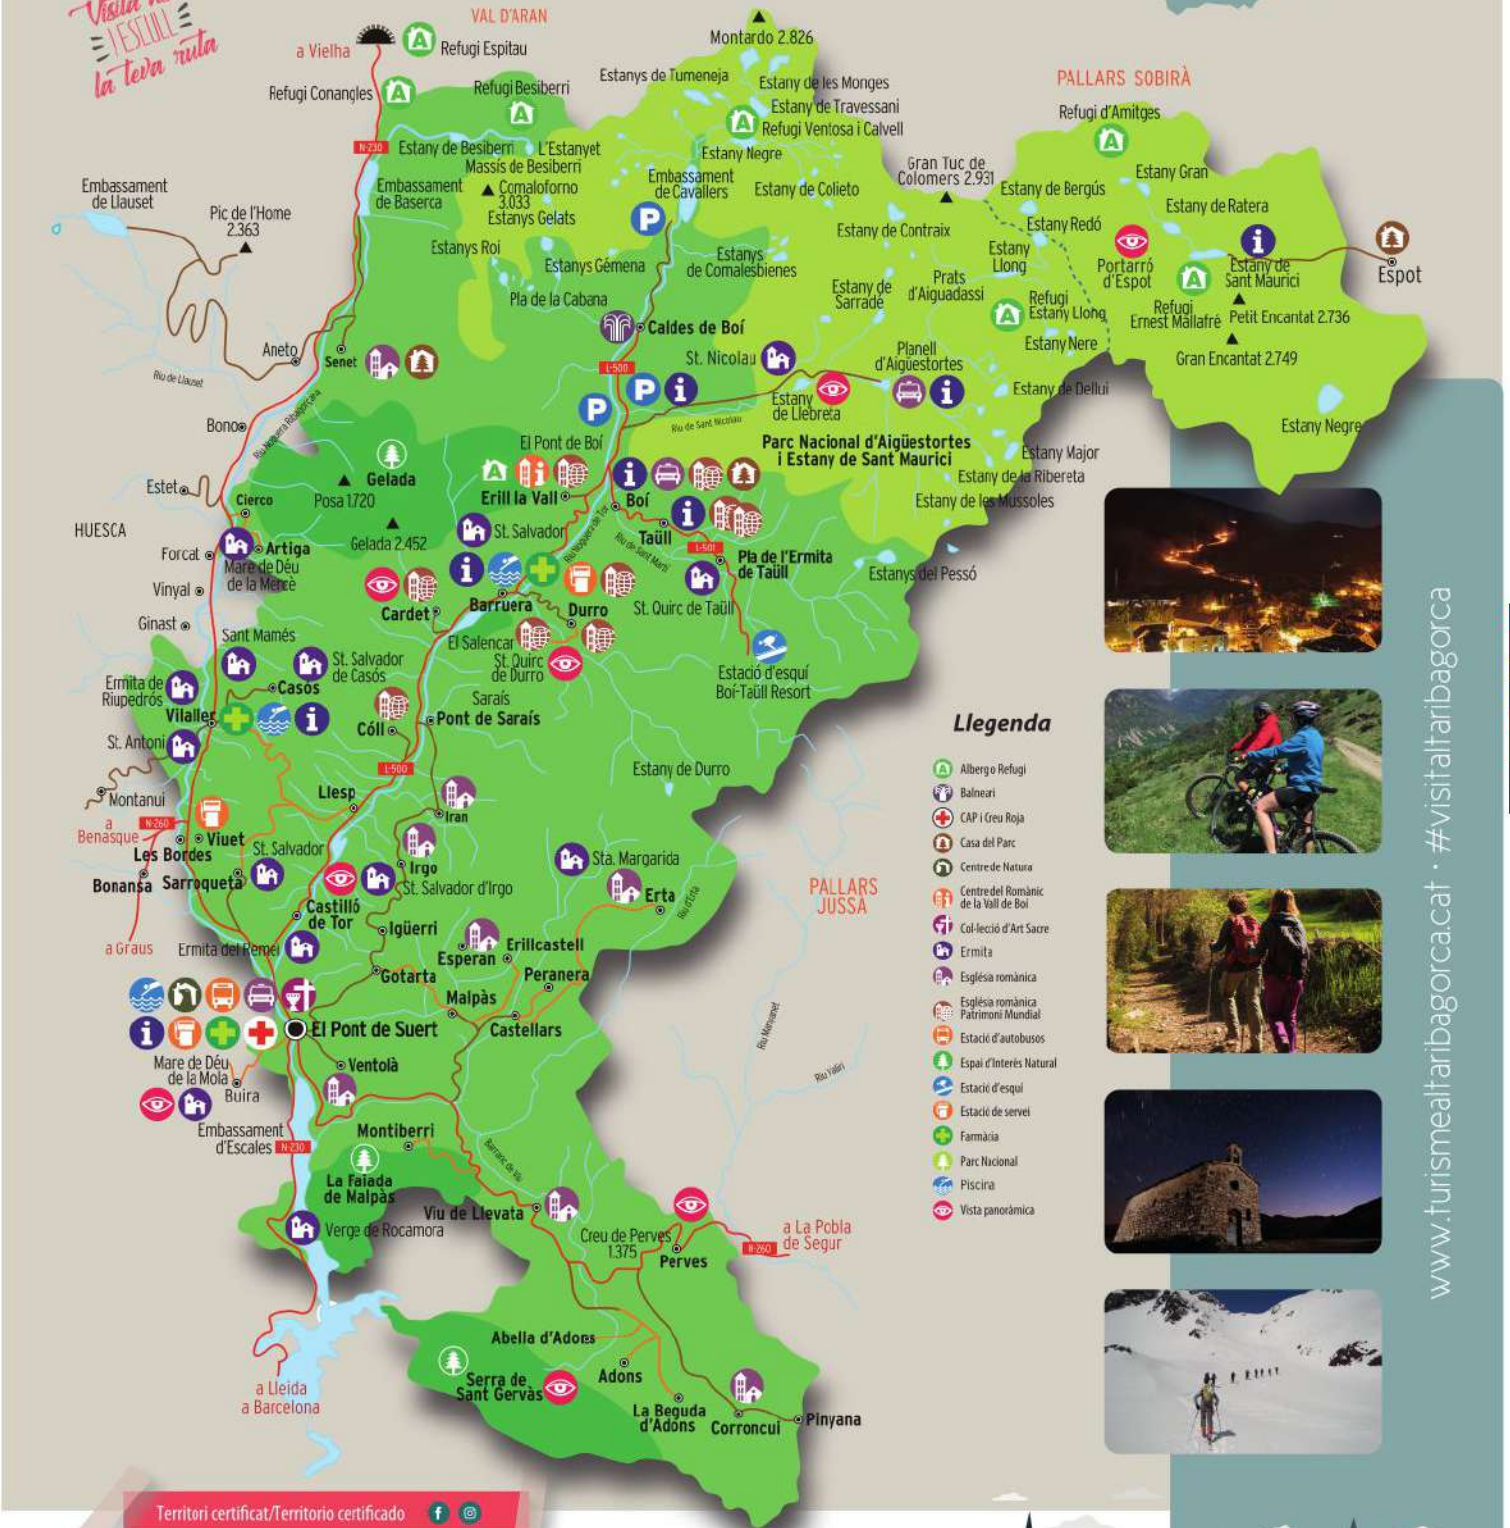 Visita
I ESCULL
la teva ruta
VAL D'ARAN
a Vielha
Refugi Espitau
Montardo 2.826
PALLARS SOBIRÀ
Refugi Conangles
Refugi Besiberri
Estanys de Tumeneja
Estany de les Monges
Estany de Travessani
Refugi Ventosa i Calvell
Refugi d'Amitges
N-230
Estany de Besiberri
L'Estanyet
Massis de Besiberri
Estany Negre
Gran Tuc de
Colomers 2.931
Estany Gran
Embassament
de Llauset
Embassament
de Baserca
Comaloforno
3.033
Embassament
de Cavallers
Estany de Colieto
Estany de Bergús
Estany de Ratera
Pic de l'Home
2.363
Estanys Gelats
P
Estany de Contraix
Estany Redó
Estanys Roi
Estanys Gémena
Estanys
de Comalesbienes
Estany
Llong
Portarró
d'Espot
Estany de
Sant Maurici
Espot
Pla de la Cabana
Estany de
Sarradé
Prats
d'Aiguadassi
Refugi
Estany Llong
Refugi
Ernest Mallafré
Petit Encantat 2.736
Caldes de Boí
Estany Nere
Gran Encantat 2.749
Aneto
Senet
L-500
St. Nicolau
Planell
d'Aigüestortes
Riu de Llauset
P
P
Estany
de Llebreta
Estany de Dellui
Riu Noguera Ribagorçana
Riu de Sant Nicolau
Bono
El Pont de Boí
Parc Nacional d'Aigüestortes
i Estany de Sant Maurici
Estany Negre
Estany Major
Gelada
Estany de la Ribereta
Estet
Cierco
Posa 1.720
Erill la Vall
Boí
Estany de les Mussoles
HUESCA
Gelada 2.452
St. Salvador
Taüll
L-501
Forcat
Artiga
Mare de Déu
de la Mercè
Riu Noguera de Tor
Riu de Sant Martí
Pla de l'Ermita
de Taüll
Estanys del Pessó
Vinyal
Cardet
Barruera
Durro
St. Quirc de Taüll
Ginast
Sant Mamés
El Salencar
St. Quirc
de Durro
Estació d'esquí
Boí-Taüll Resort
St. Salvador
de Casós
Casós
Ermita de
Riupedrós
Vilaller
Saraís
Pont de Saraís
Cóll
St. Antoni
L-500
Estany de Durro
Montanui
Llesp
Iran
a
Benasque
N-260
Viuet
Les Bordes
St. Salvador
Irgo
Sta. Margarida
Bonansa
Sarroqueta
St. Salvador d'Irgo
Erta
Riu d'Erta
PALLARS
JUSSÀ
Castilló
de Tor
Igüerri
a Graus
Ermita del Remei
Esperan
Erillcastell
Gotarta
Peranera
Malpàs
El Pont de Suert
Castellars
Riu Manyanet
Mare de Déu
de la Mola
Ventolà
Riu Valiri
Buira
Embassament
d'Escales
N-230
Montiberri
Barranc de Viu
La Faiada
de Malpàs
Viu de Llevata
Verge de Rocamora
Creu de Perves
1.375
Perves
N-260
a La Pobla
de Segur
Abella d'Adons
a Lleida
a Barcelona
Serra de
Sant Gervàs
Adons
La Beguda
d'Adons
Corroncui
Pinyana
Llegenda
Alberg o Refugi
Balneari
CAP i Creu Roja
Casa del Parc
Centre de Natura
Centre del Romànic
de la Vall de Boí
Col·lecció d'Art Sacre
Ermita
Església romànica
Església romànica
Patrimoni Mundial
Estació d'autobusos
Espai d'Interès Natural
Estació d'esquí
Estació de servei
Farmàcia
Parc Nacional
Piscina
Vista panoràmica
www.turismealtaribagorca.cat · #visitaltaribagorca
Territori certificat/Territorio certificado